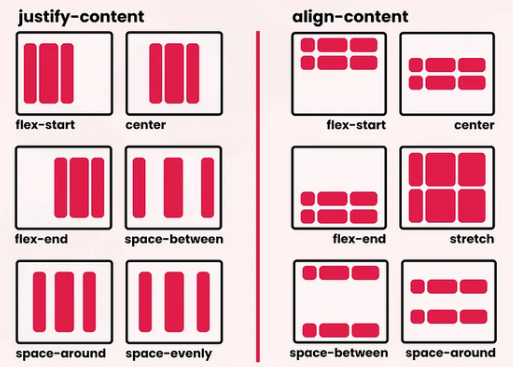 justify-content
flex-start
center
flex-end
space-between
space-around
space-evenly
align-content
flex-start
center
flex-end
stretch
space-between
space-around